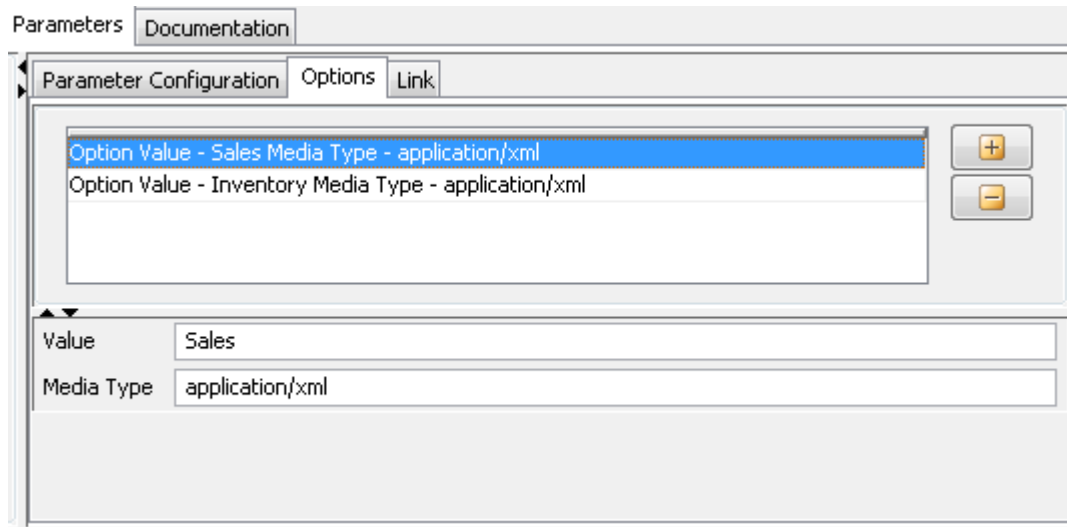 Parameters Documentation
Parameter Configuration Options Link
Option Value - Sales Media Type - application/xml
Option Value - Inventory Media Type - application/xml
Value Sales
Media Type application/xml